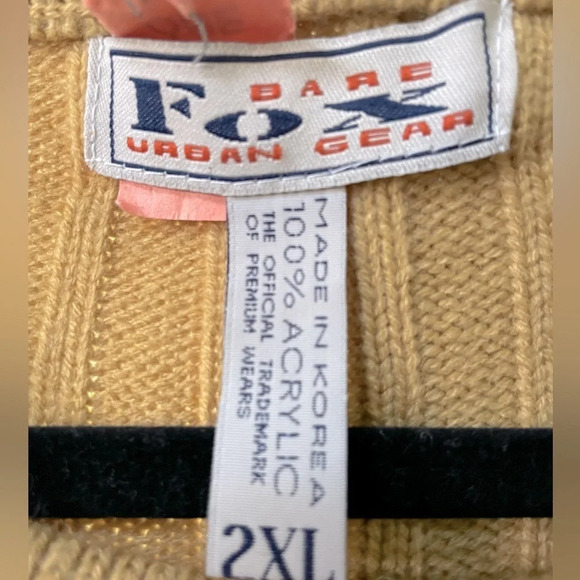 BARE
FOX
URBAN GEAR
MADE IN KOREA
100% ACRYLIC
THE OFFICIAL TRADEMARK
OF PREMIUM WEARS
2XL